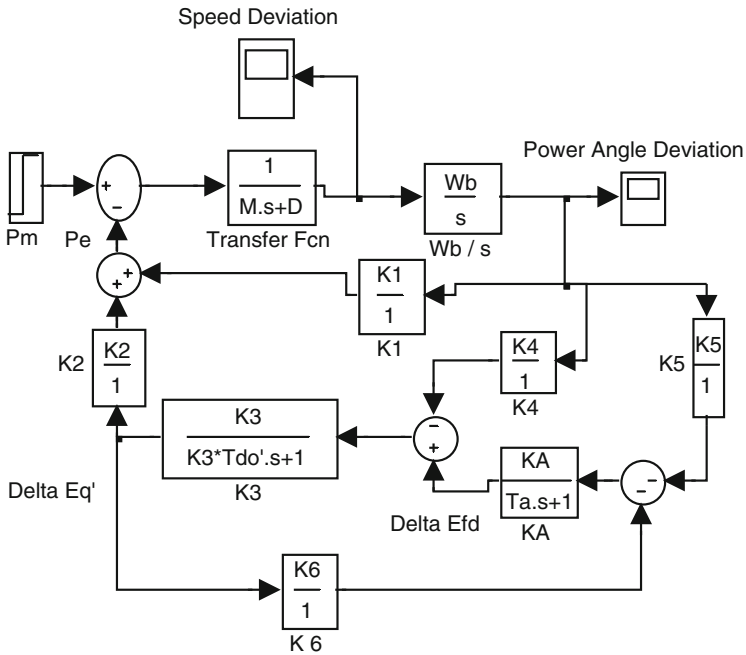 Speed Deviation
Power Angle Deviation
+
−
Pm
Pe
1
M.s+D
Transfer Fcn
Wb
s
Wb / s
+
+
K1
1
K1
K2
K2
1
K4
1
K4
K5
K5
1
K3
K3*Tdo'.s+1
K3
−
+
KA
Ta.s+1
KA
−
−
Delta Eq'
Delta Efd
K6
1
K 6